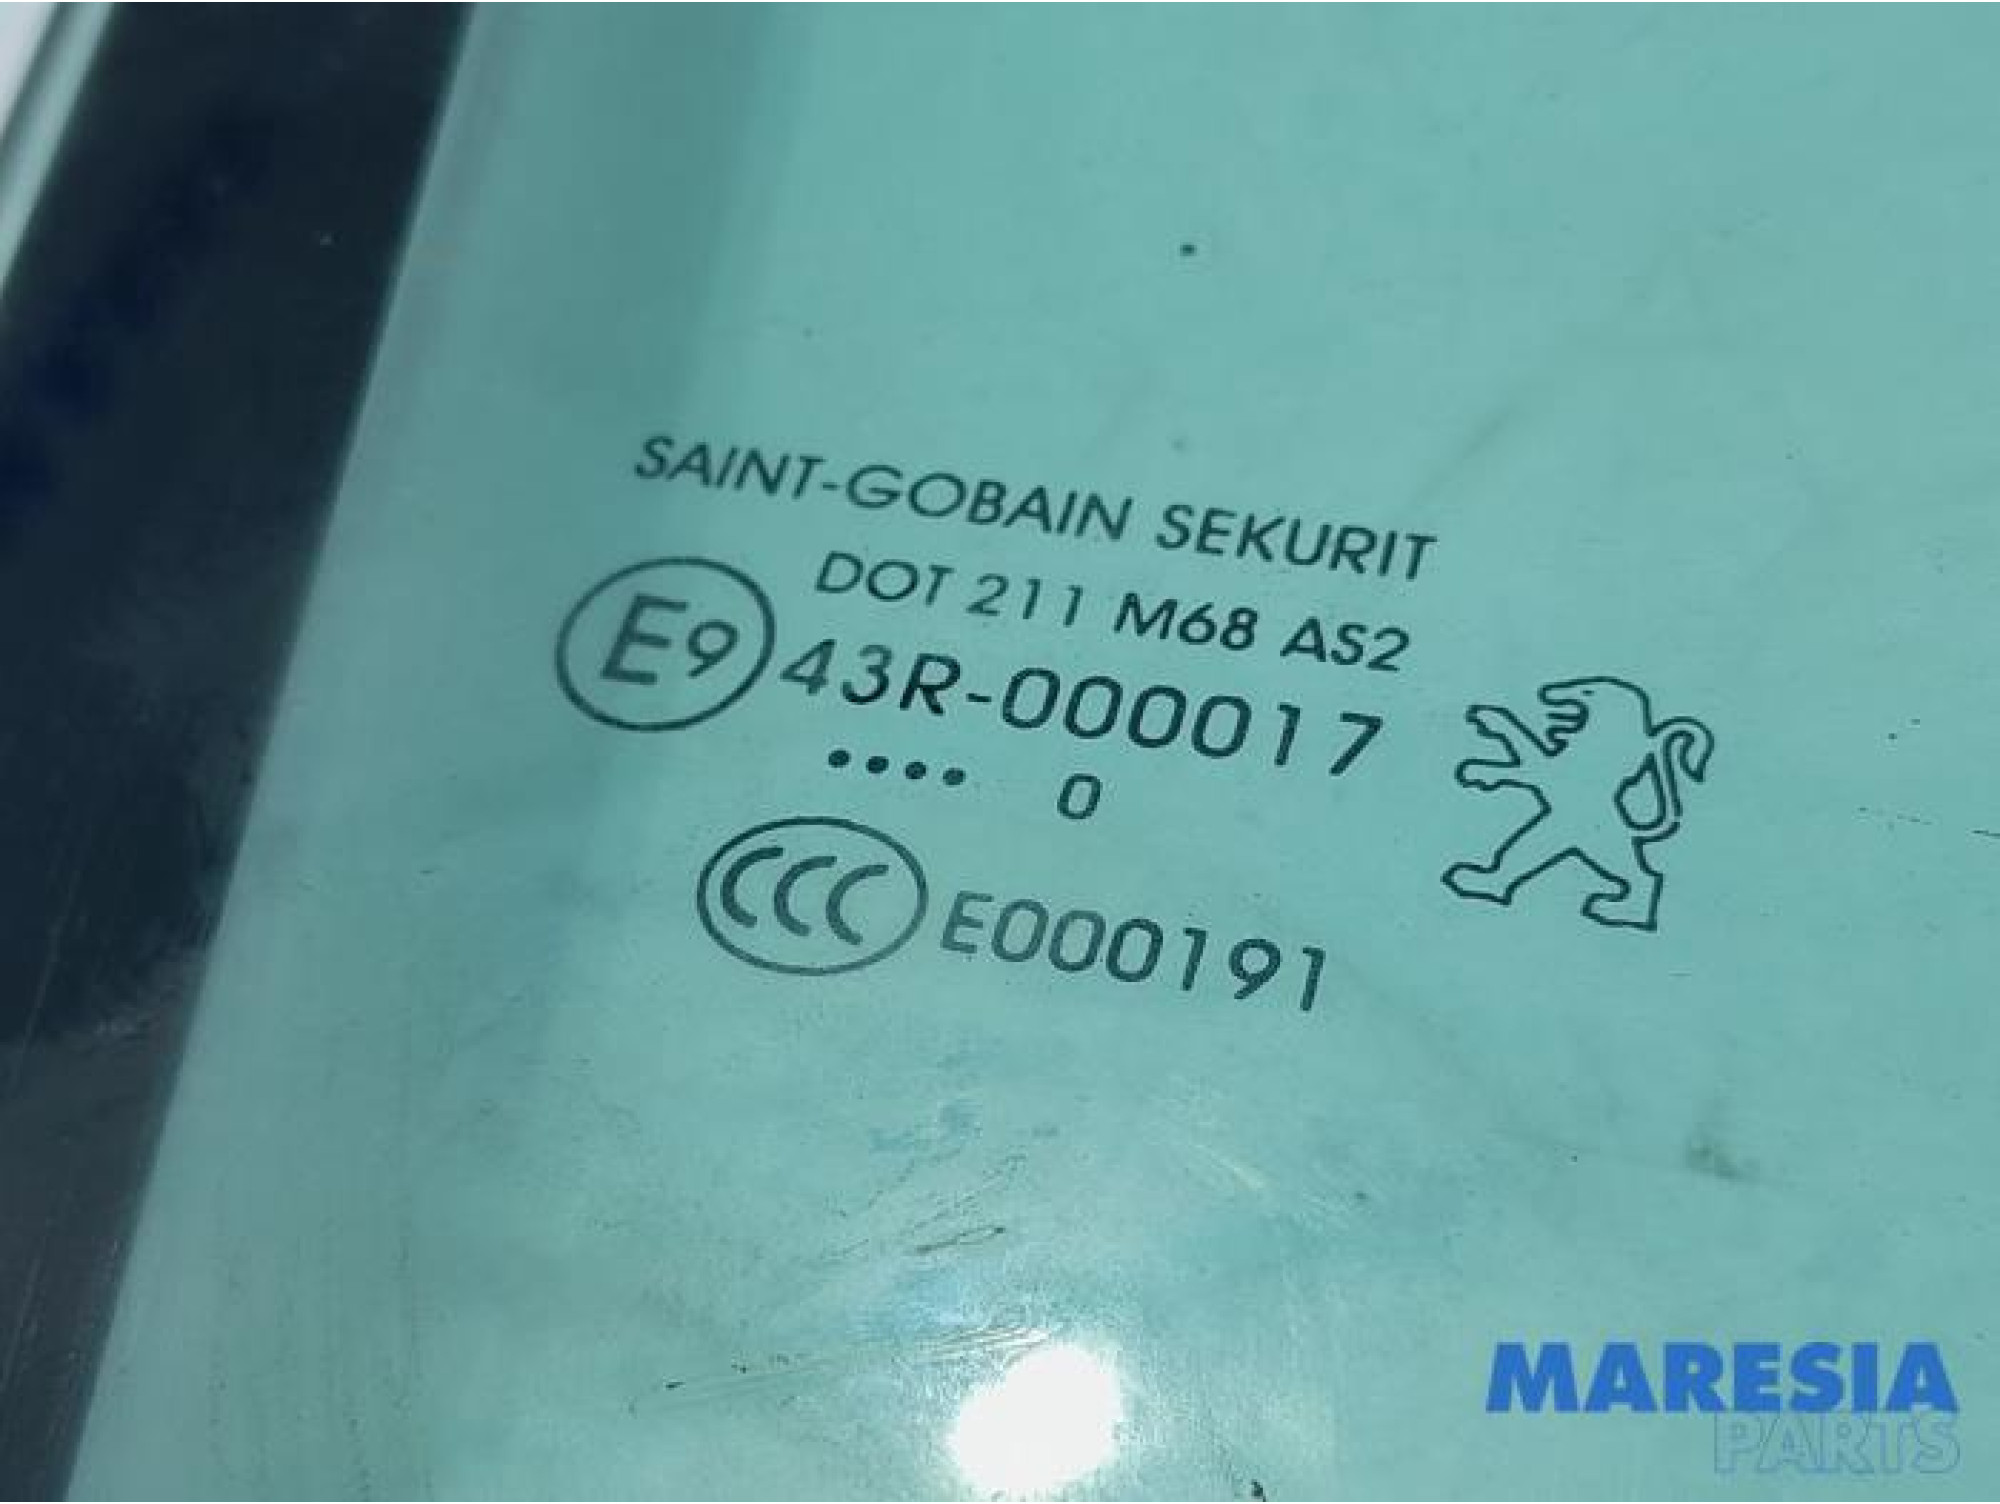 SAINT-GOBAIN SEKURIT
DOT 211 M68 AS2
E9 43R-000017
•••• 0
CCC E000191
MARESIA
PARTS